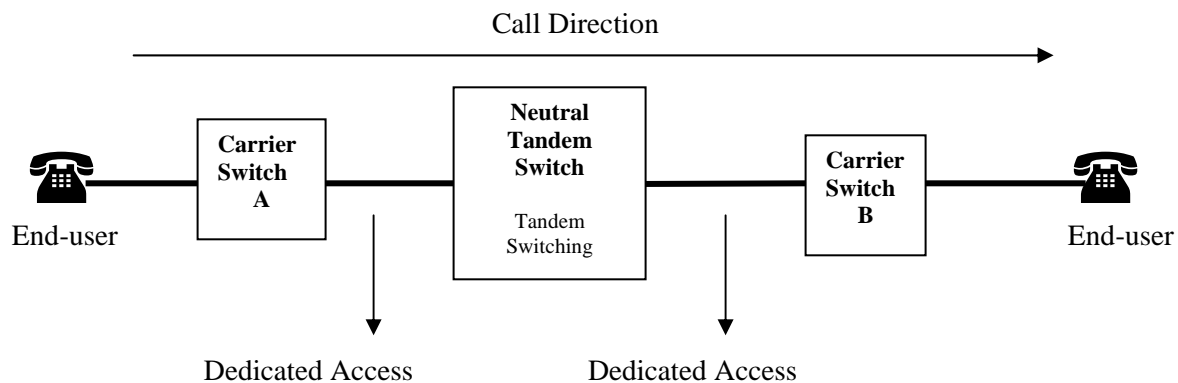 Call Direction
Neutral
Tandem
Switch
Tandem
Switching
Carrier
Switch
A
Carrier
Switch
B
End-user
End-user
Dedicated Access
Dedicated Access